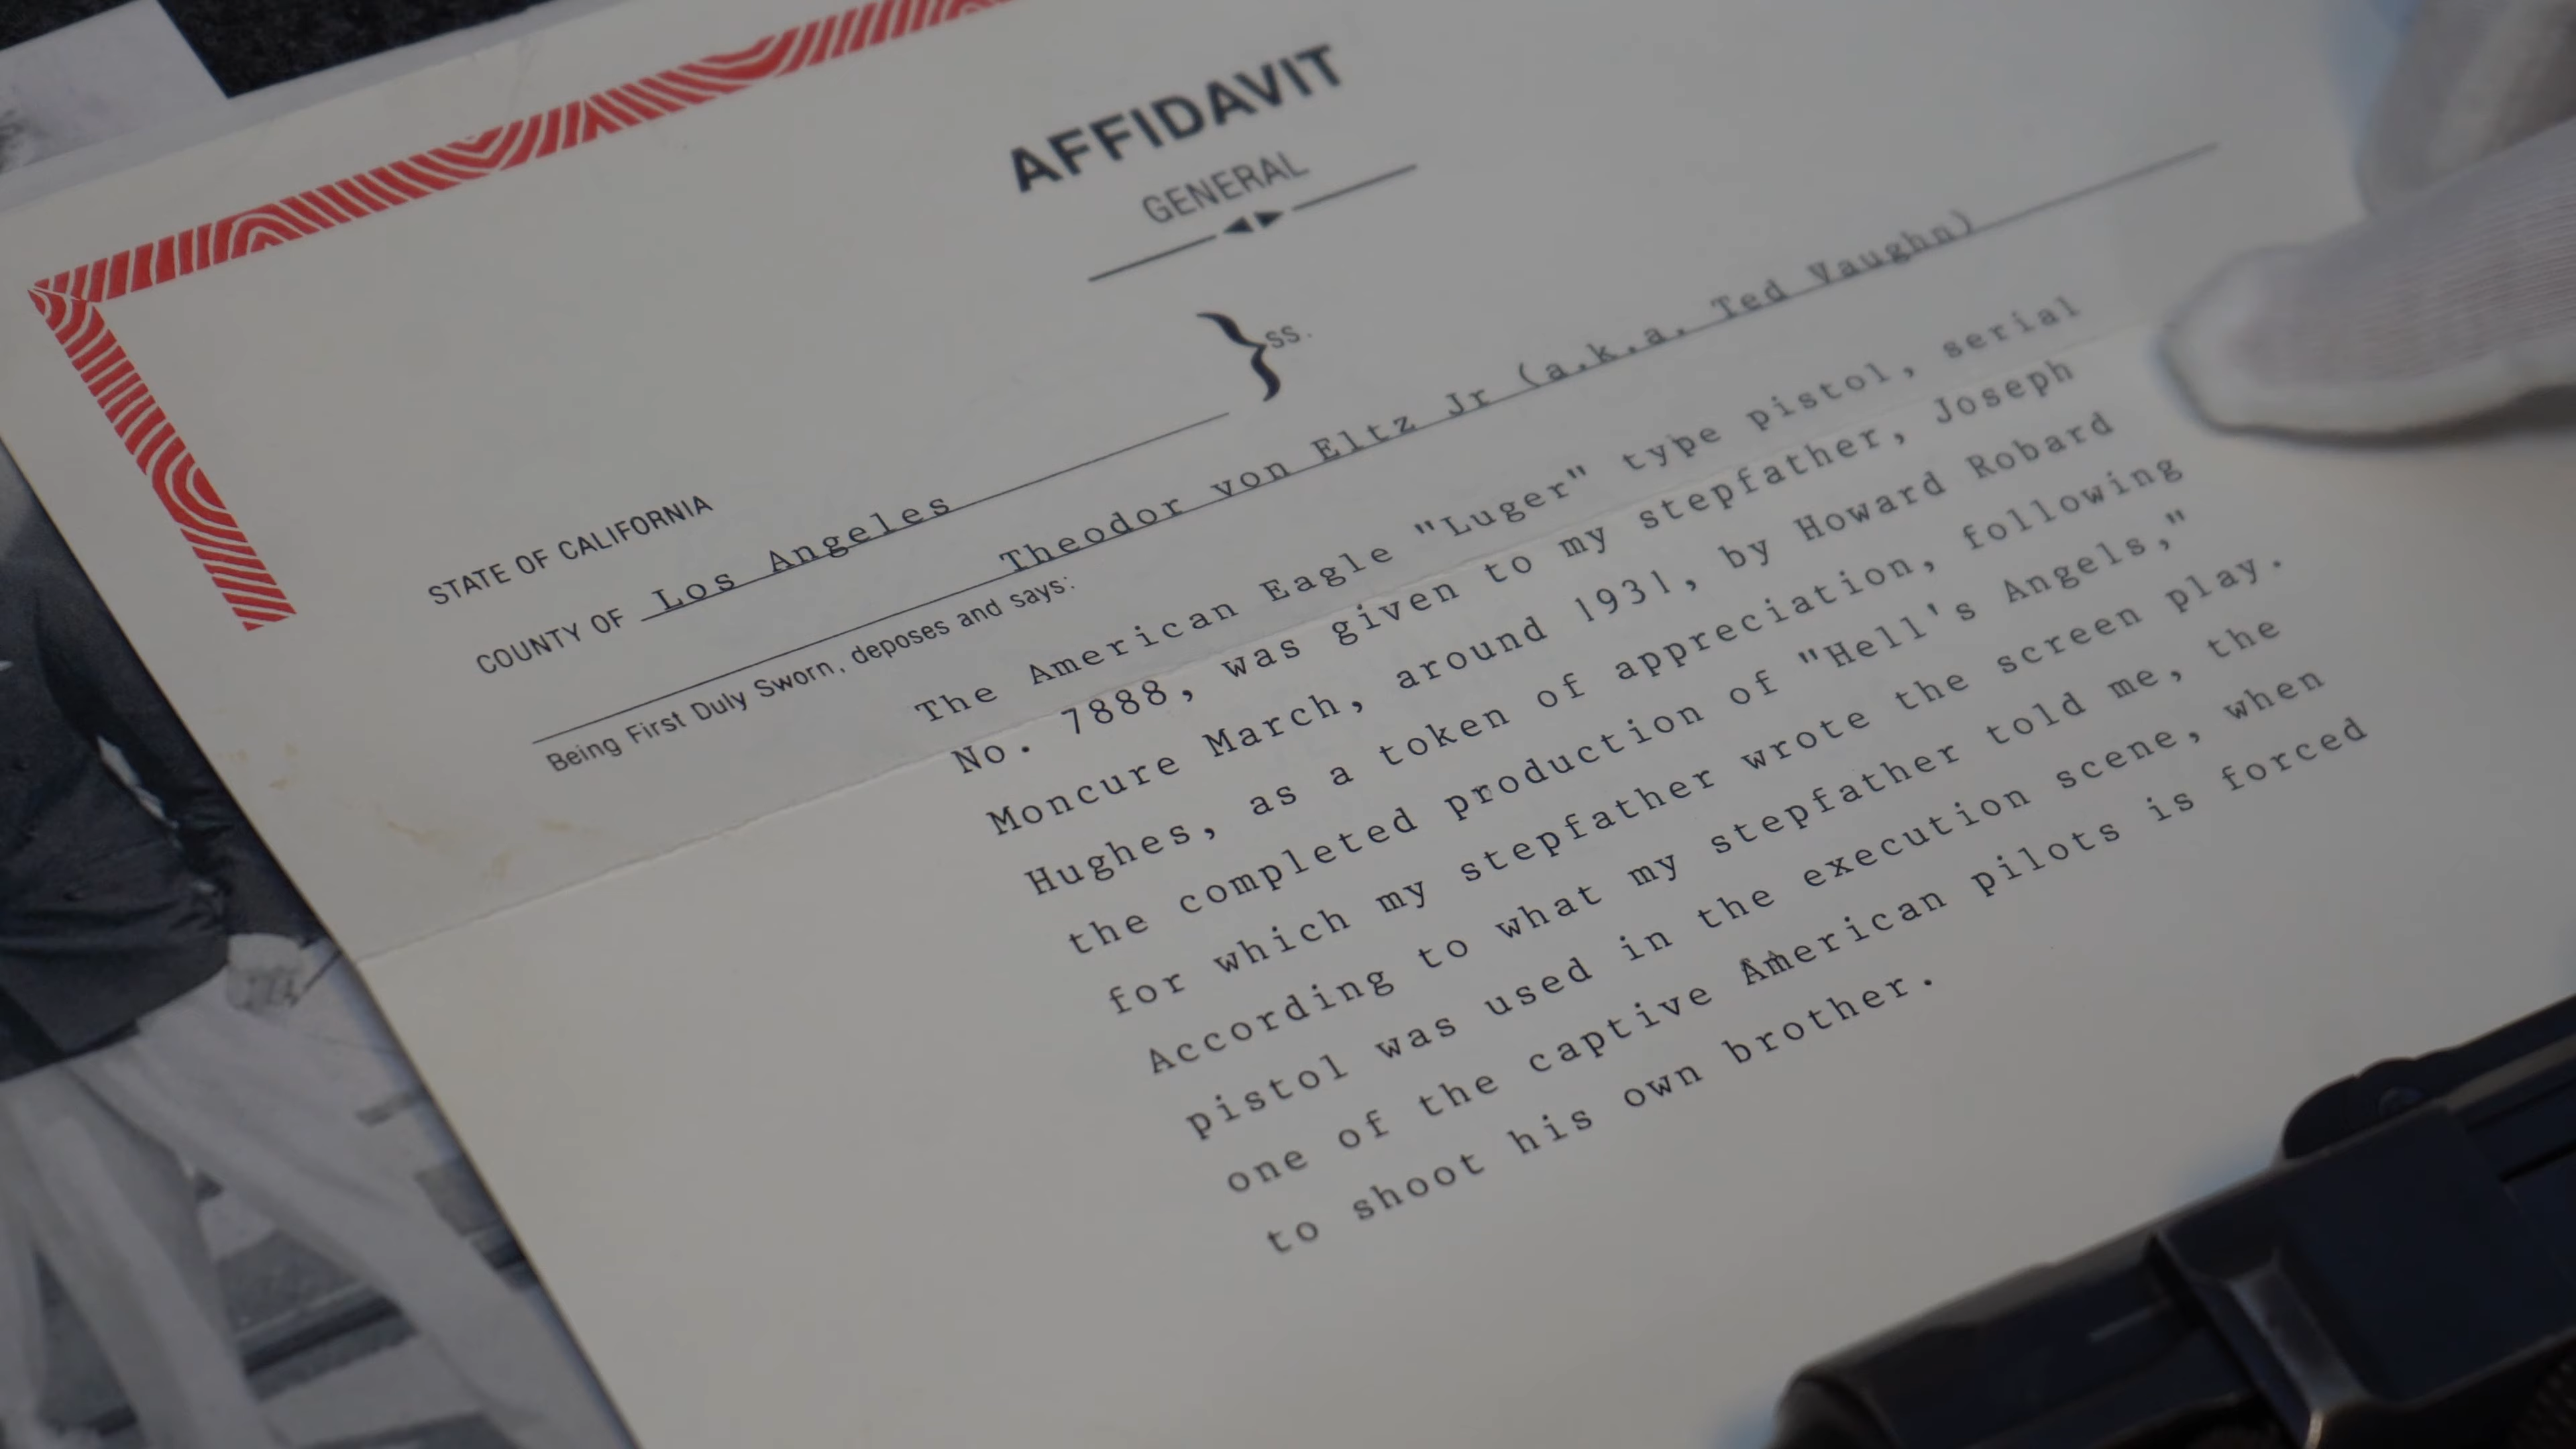 AFFIDAVIT
GENERAL
STATE OF CALIFORNIA
COUNTY OF Los Angeles
ss.
Theodor von Eltz Jr (a.k.a. Ted Vaughn)
Being First Duly Sworn, deposes and says:
The American Eagle "Luger" type pistol, serial
No. 7888, was given to my stepfather, Joseph
Moncure March, around 1931, by Howard Robard
Hughes, as a token of appreciation, following
the completed production of "Hell's Angels,"
for which my stepfather wrote the screen play.
According to what my stepfather told me, the
pistol was used in the execution scene, when
one of the captive American pilots is forced
to shoot his own brother.